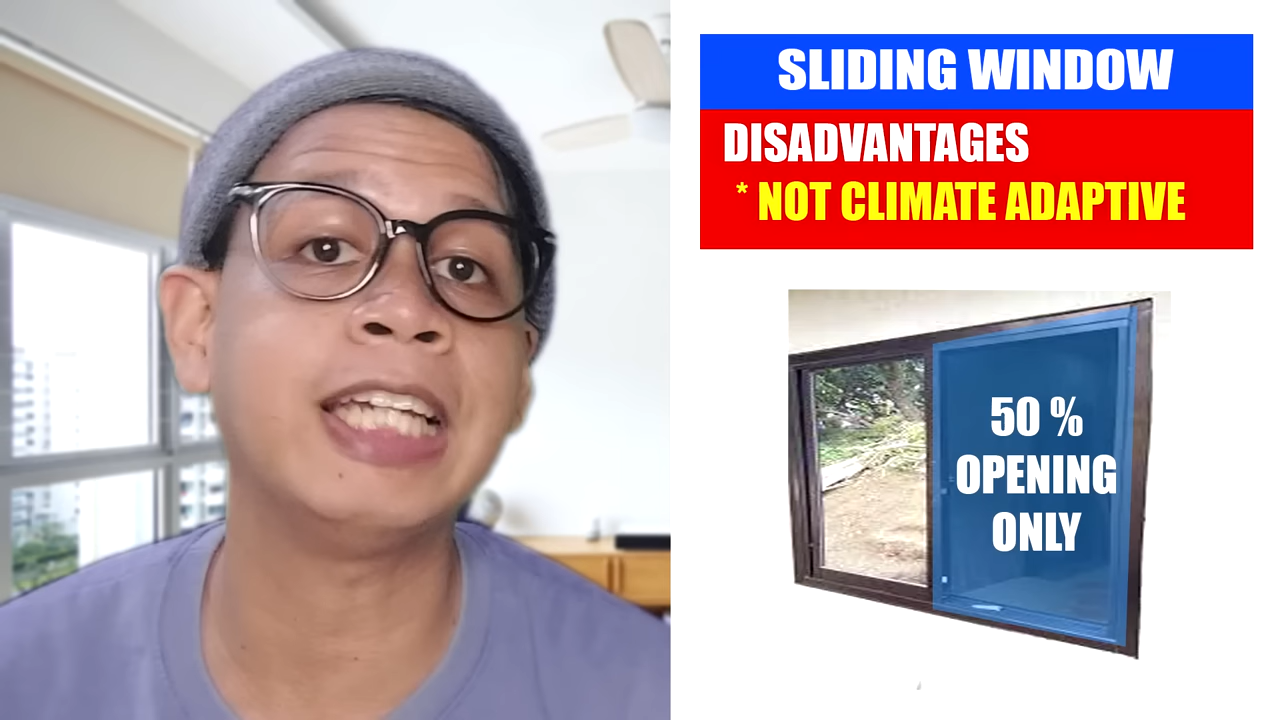 SLIDING WINDOW
DISADVANTAGES
* NOT CLIMATE ADAPTIVE
50 %
OPENING
ONLY